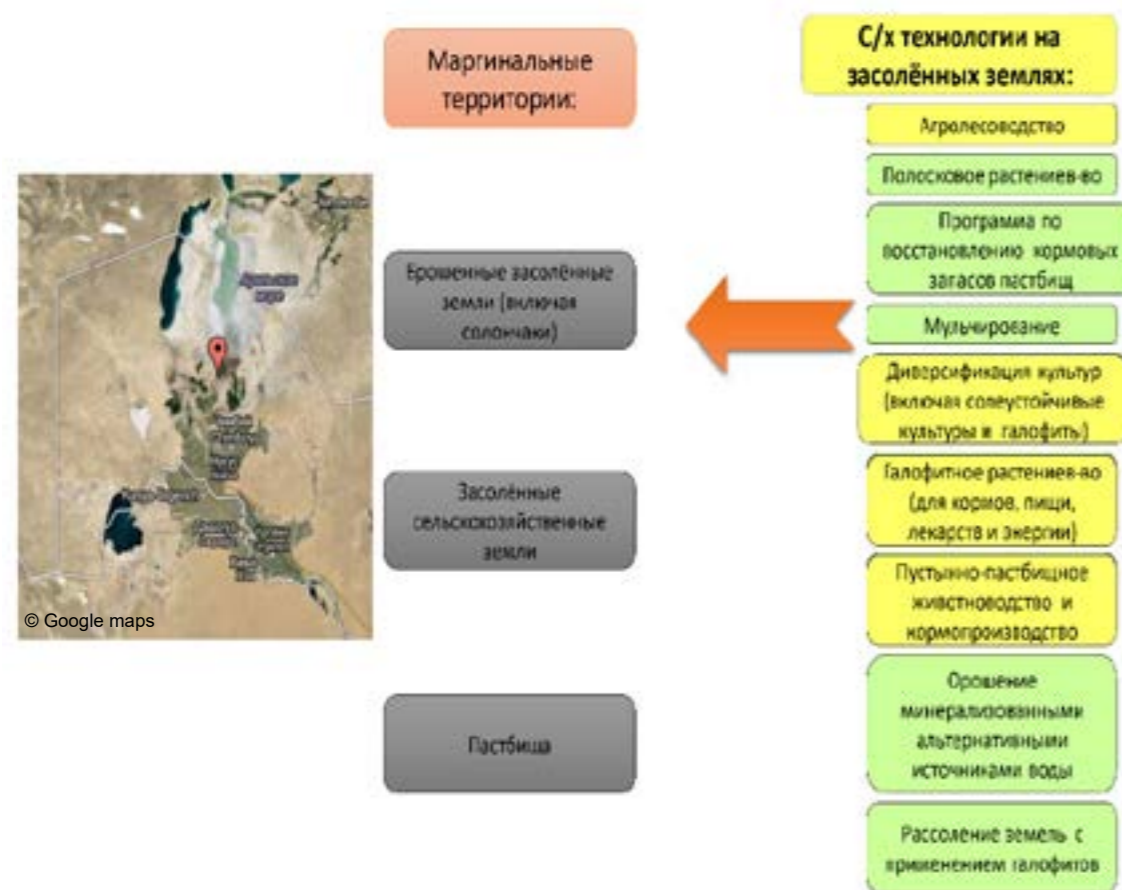 Маргинальные
территории:
Брошенные засолённые
земли (включая
солончаки)
Засолённые
сельскохозяйственные
земли
Пастбища
С/х технологии на
засолённых землях:
Агролесоводство
Полосковое растениев-во
Программа по
восстановлению кормовых
запасов пастбищ
Мульчирование
Диверсификация культур
(включая солеустойчивые
культуры и галофиты)
Галофитное растениев-во
(для кормов, пищи,
лекарств и энергии)
Пустынно-пастбищное
животноводство и
кормопроизводство
Орошение
минерализованными
альтернативными
источниками воды
Рассоление земель с
применением галофитов
Аральское
море
© Google maps